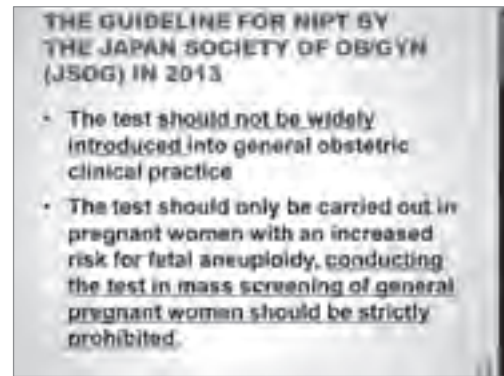 THE GUIDELINE FOR NIPT BY
THE JAPAN SOCIETY OF OB/GYN
(JSOG) IN 2013
• The test should not be widely
introduced into general obstetric
clinical practice
• The test should only be carried out in
pregnant women with an increased
risk for fetal aneuploidy, conducting
the test in mass screening of general
pregnant women should be strictly
prohibited.